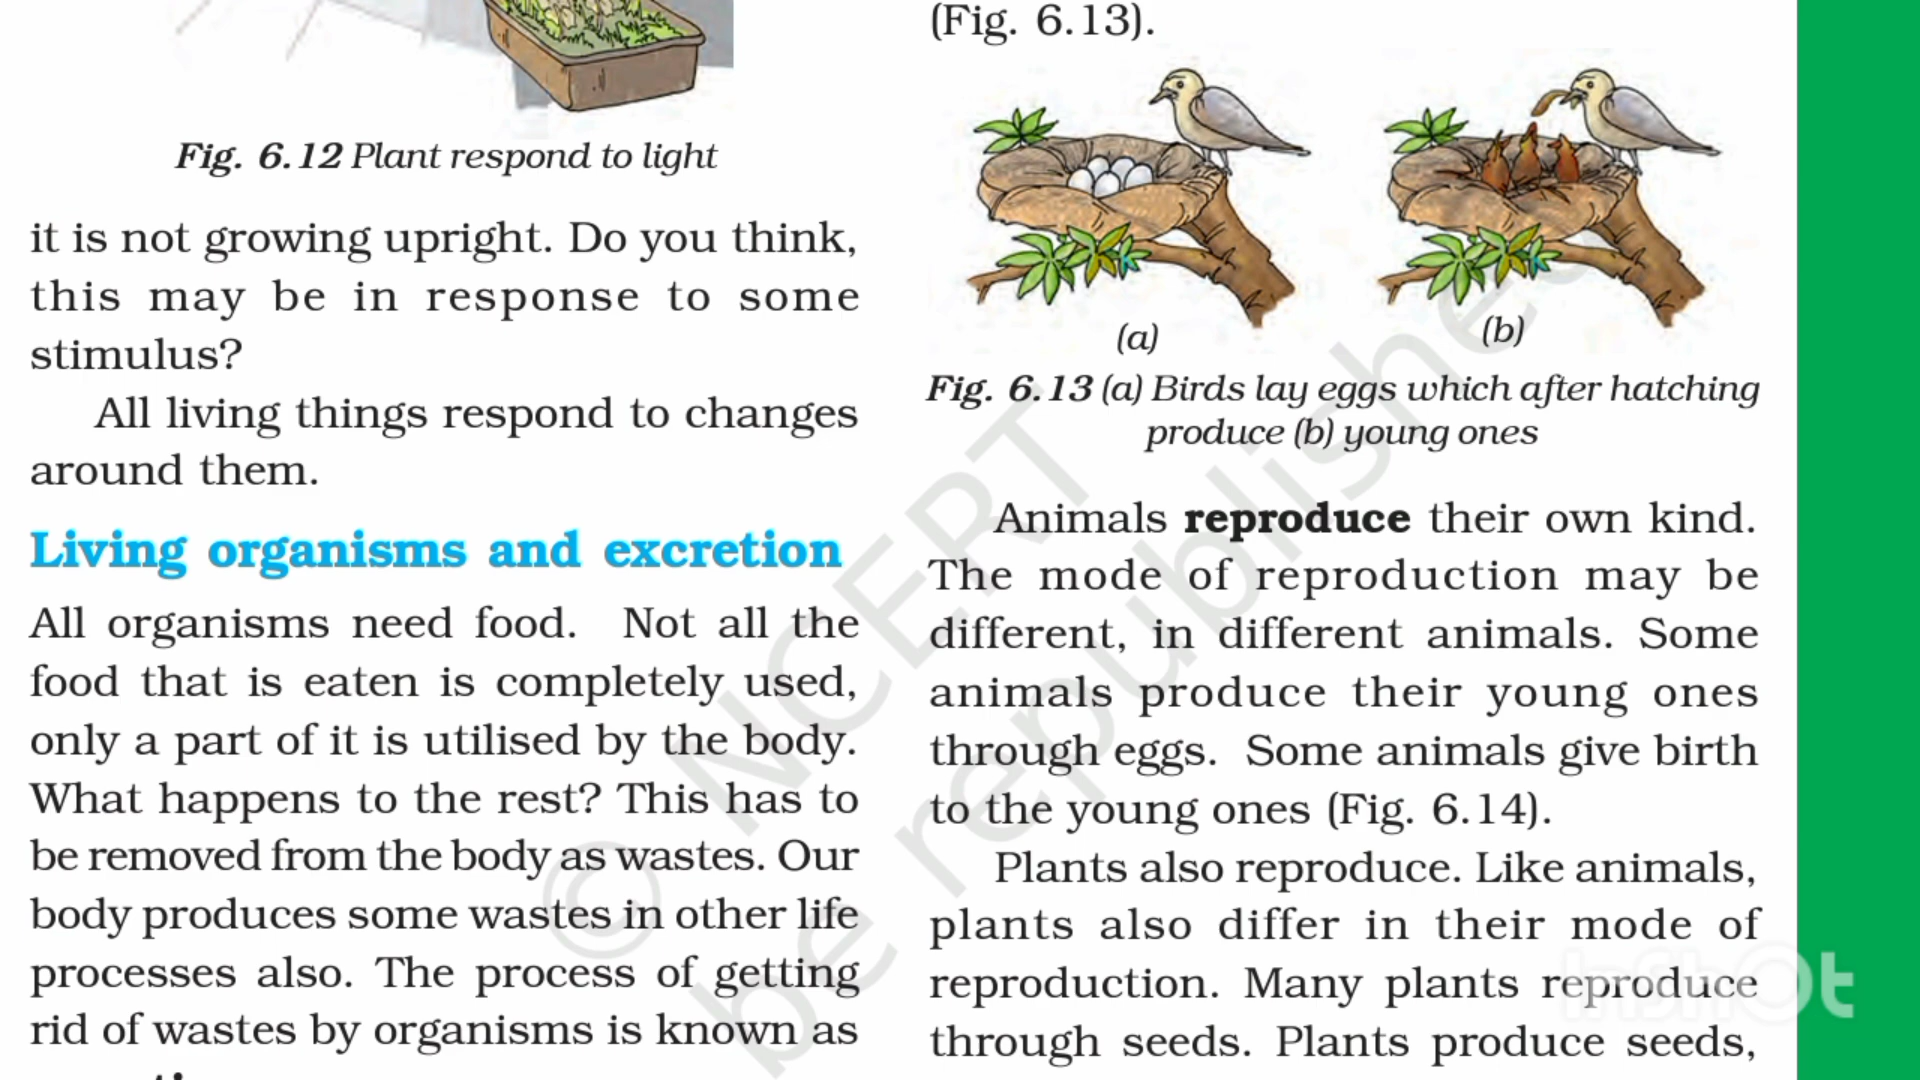 Fig. 6.12 Plant respond to light
it is not growing upright. Do you think,
this may be in response to some
stimulus?
All living things respond to changes
around them.
Living organisms and excretion
All organisms need food. Not all the
food that is eaten is completely used,
only a part of it is utilised by the body.
What happens to the rest? This has to
be removed from the body as wastes. Our
body produces some wastes in other life
processes also. The process of getting
rid of wastes by organisms is known as
(Fig. 6.13).
(a)
(b)
Fig. 6.13 (a) Birds lay eggs which after hatching
produce (b) young ones
Animals reproduce their own kind.
The mode of reproduction may be
different, in different animals. Some
animals produce their young ones
through eggs. Some animals give birth
to the young ones (Fig. 6.14).
Plants also reproduce. Like animals,
plants also differ in their mode of
reproduction. Many plants reproduce
through seeds. Plants produce seeds,
© NCERT
be republished
InShOt